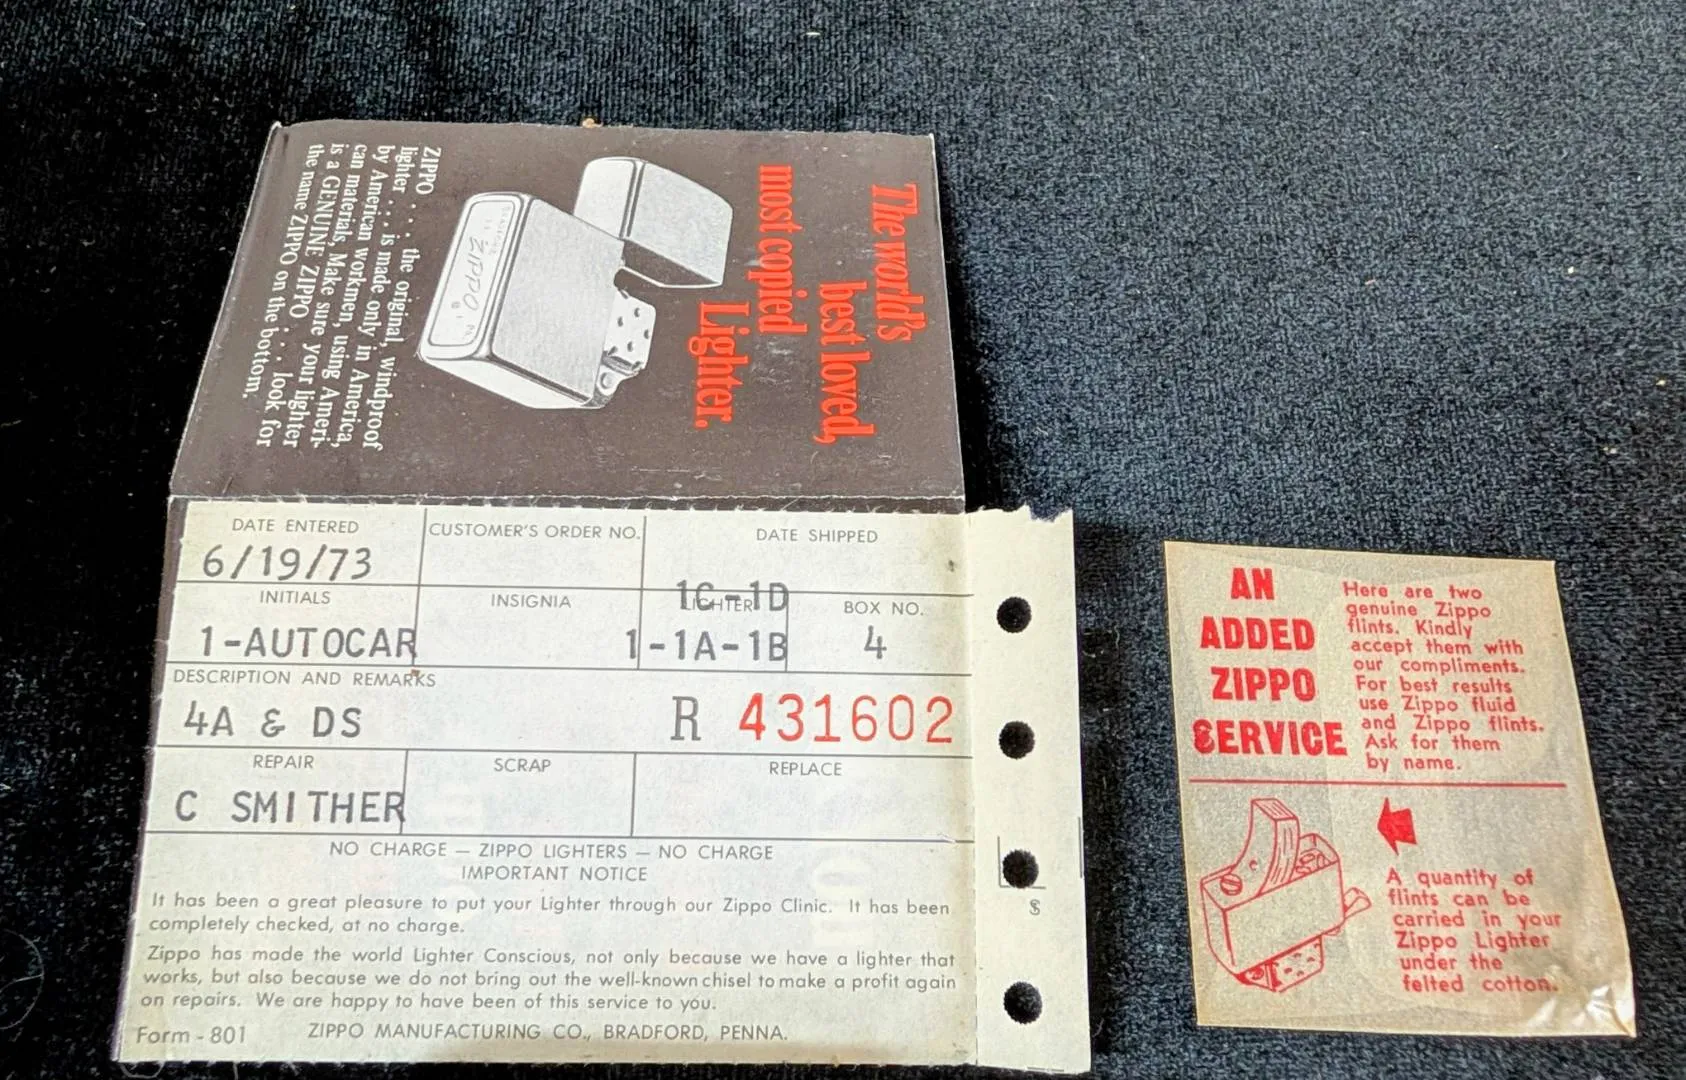 The world's
best loved,
most copied
Lighter.
ZIPPO
ZIPPO . . . the original, windproof
lighter . . . is made only in America
by American workmen, using Ameri-
can materials, Make sure your lighter
is a GENUINE ZIPPO . . . look for
the name ZIPPO on the bottom.
DATE ENTERED
6/19/73
CUSTOMER'S ORDER NO.
DATE SHIPPED
INITIALS
1-AUTOCAR
INSIGNIA
1C-1D
LIGHTER
1-1A-1B
BOX NO.
4
DESCRIPTION AND REMARKS
4A & DS
R 431602
REPAIR
C SMITHER
SCRAP
REPLACE
NO CHARGE — ZIPPO LIGHTERS — NO CHARGE
IMPORTANT NOTICE
It has been a great pleasure to put your Lighter through our Zippo Clinic. It has been
completely checked, at no charge.
Zippo has made the world Lighter Conscious, not only because we have a lighter that
works, but also because we do not bring out the well-known chisel to make a profit again
on repairs. We are happy to have been of this service to you.
Form - 801
ZIPPO MANUFACTURING CO., BRADFORD, PENNA.
$
AN
ADDED
ZIPPO
SERVICE
Here are two
genuine Zippo
flints. Kindly
accept them with
our compliments.
For best results
use Zippo fluid
and Zippo flints.
Ask for them
by name.
A quantity of
flints can be
carried in your
Zippo Lighter
under the
felted cotton.